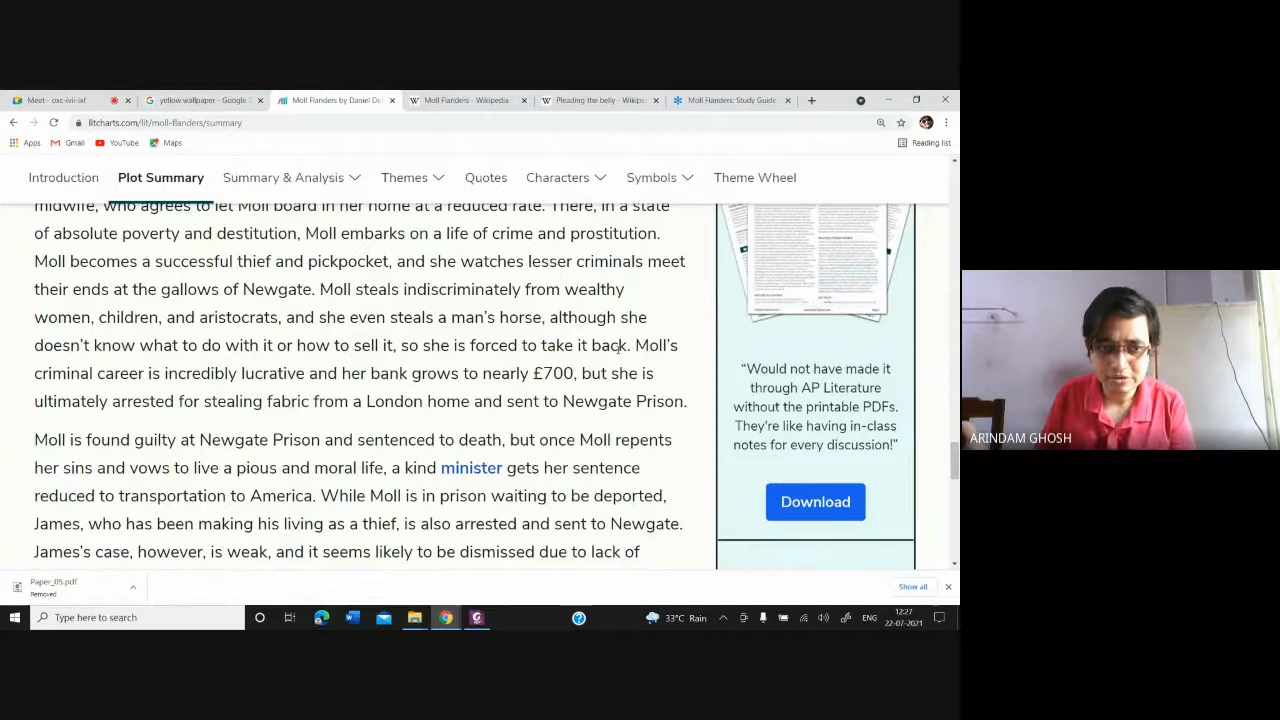 Meet - oxc-ivir-ixf
yellow wallpaper - Google
Moll Flanders by Daniel De
Moll Flanders - Wikipedia
Pleading the belly - Wikipe
Moll Flanders: Study Guide
litcharts.com/lit/moll-flanders/summary
Apps Gmail YouTube Maps Reading list
Introduction Plot Summary Summary & Analysis Themes Quotes Characters Symbols Theme Wheel
midwife, who agrees to let Moll board in her home at a reduced rate. There, in a state
of absolute poverty and destitution, Moll embarks on a life of crime and prostitution.
Moll becomes a successful thief and pickpocket, and she watches as criminals meet
their end in the gallows of Newgate. Moll steals indiscriminately from wealthy
women, children, and aristocrats, and she even steals a man's horse, although she
doesn't know what to do with it or how to sell it, so she is forced to take it back. Moll's
criminal career is incredibly lucrative and her bank grows to nearly £700, but she is
ultimately arrested for stealing fabric from a London home and sent to Newgate Prison.
Moll is found guilty at Newgate Prison and sentenced to death, but once Moll repents
her sins and vows to live a pious and moral life, a kind minister gets her sentence
reduced to transportation to America. While Moll is in prison waiting to be deported,
James, who has been making his living as a thief, is also arrested and sent to Newgate.
James's case, however, is weak, and it seems likely to be dismissed due to lack of
“Would not have made it
through AP Literature
without the printable PDFs.
They're like having in-class
notes for every discussion!”
Download
ARINDAM GHOSH
Paper_05.pdf
Removed
Show all
Type here to search
33°C Rain
ENG
12:27
22-07-2021